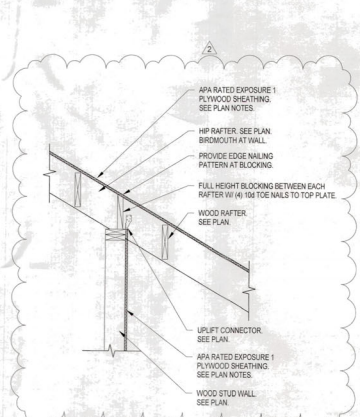 2
APA RATED EXPOSURE 1
PLYWOOD SHEATHING.
SEE PLAN NOTES.
HIP RAFTER. SEE PLAN.
BIRDMOUTH AT WALL.
PROVIDE EDGE NAILING
PATTERN AT BLOCKING.
FULL HEIGHT BLOCKING BETWEEN EACH
RAFTER W/ (4) 10d TOE NAILS TO TOP PLATE.
WOOD RAFTER.
SEE PLAN.
UPLIFT CONNECTOR.
SEE PLAN.
APA RATED EXPOSURE 1
PLYWOOD SHEATHING.
SEE PLAN NOTES.
WOOD STUD WALL.
SEE PLAN.